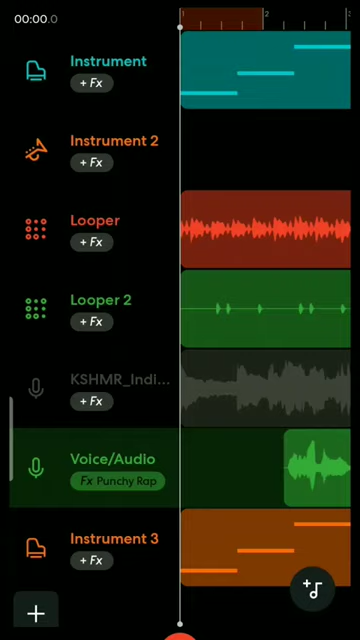 00:00.0
1
2
3
Instrument
+ Fx
Instrument 2
+ Fx
Looper
+ Fx
Looper 2
+ Fx
KSHMR_Indi...
+ Fx
Voice/Audio
Fx Punchy Rap
Instrument 3
+ Fx